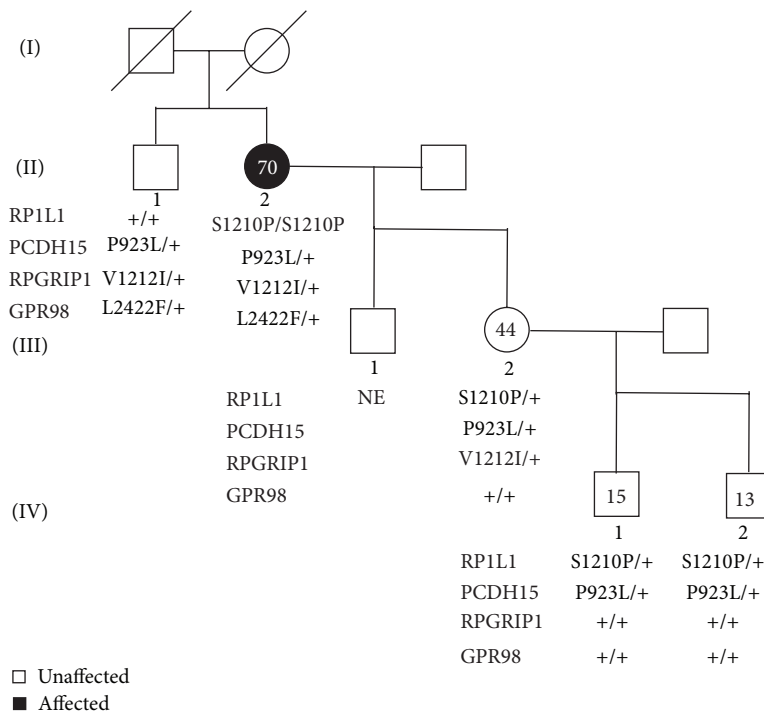 (I)
(II)
70
1
2
RP1L1 +/+ S1210P/S1210P
PCDH15 P923L/+ P923L/+
RPGRIP1 V1212I/+ V1212I/+
GPR98 L2422F/+ L2422F/+
(III)
44
1
2
RP1L1 NE S1210P/+
PCDH15 P923L/+
RPGRIP1 V1212I/+
GPR98 +/+
(IV)
15
13
1
2
RP1L1 S1210P/+ S1210P/+
PCDH15 P923L/+ P923L/+
RPGRIP1 +/+ +/+
GPR98 +/+ +/+
Unaffected
Affected